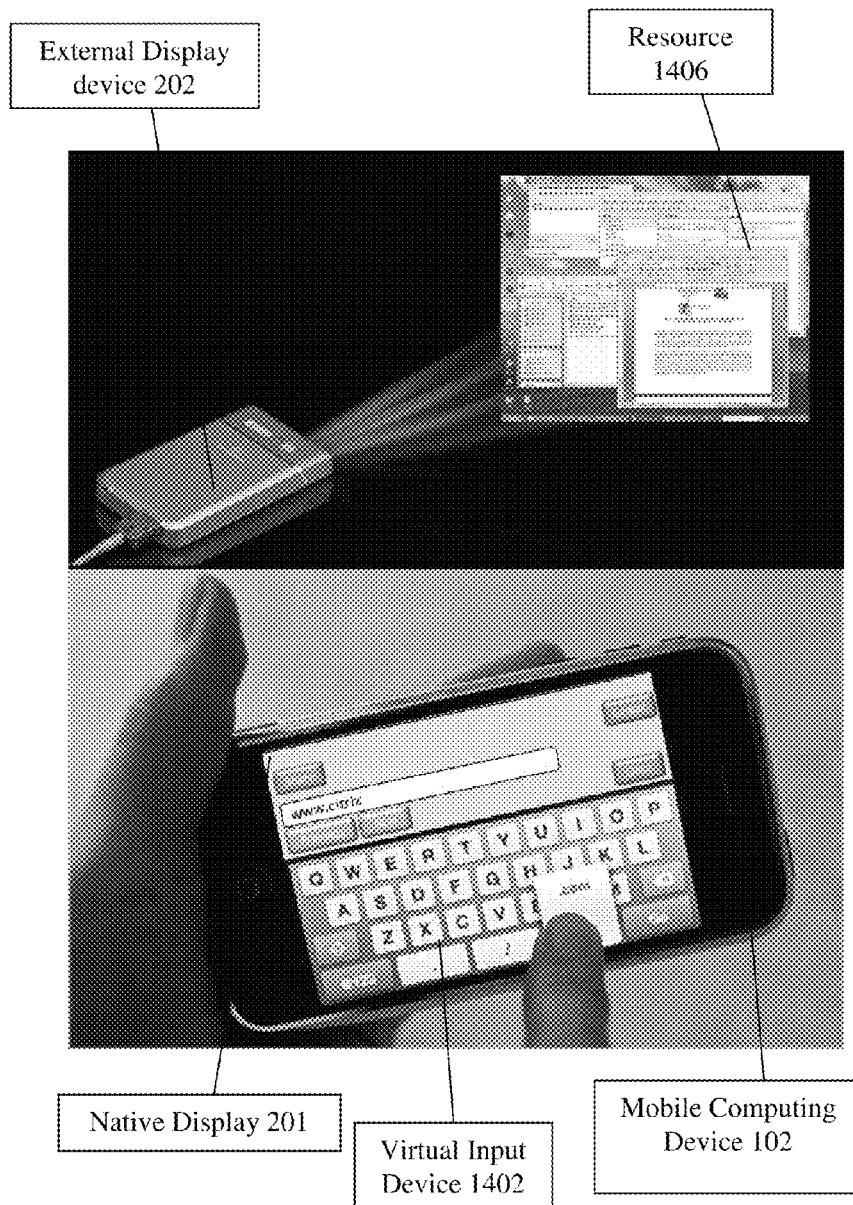 External Display
device 202
Resource
1406
www.citrix
Q W E R T Y U I O P
A S D F G H J K L
.com
Z X C V
Native Display 201
Virtual Input
Device 1402
Mobile Computing
Device 102